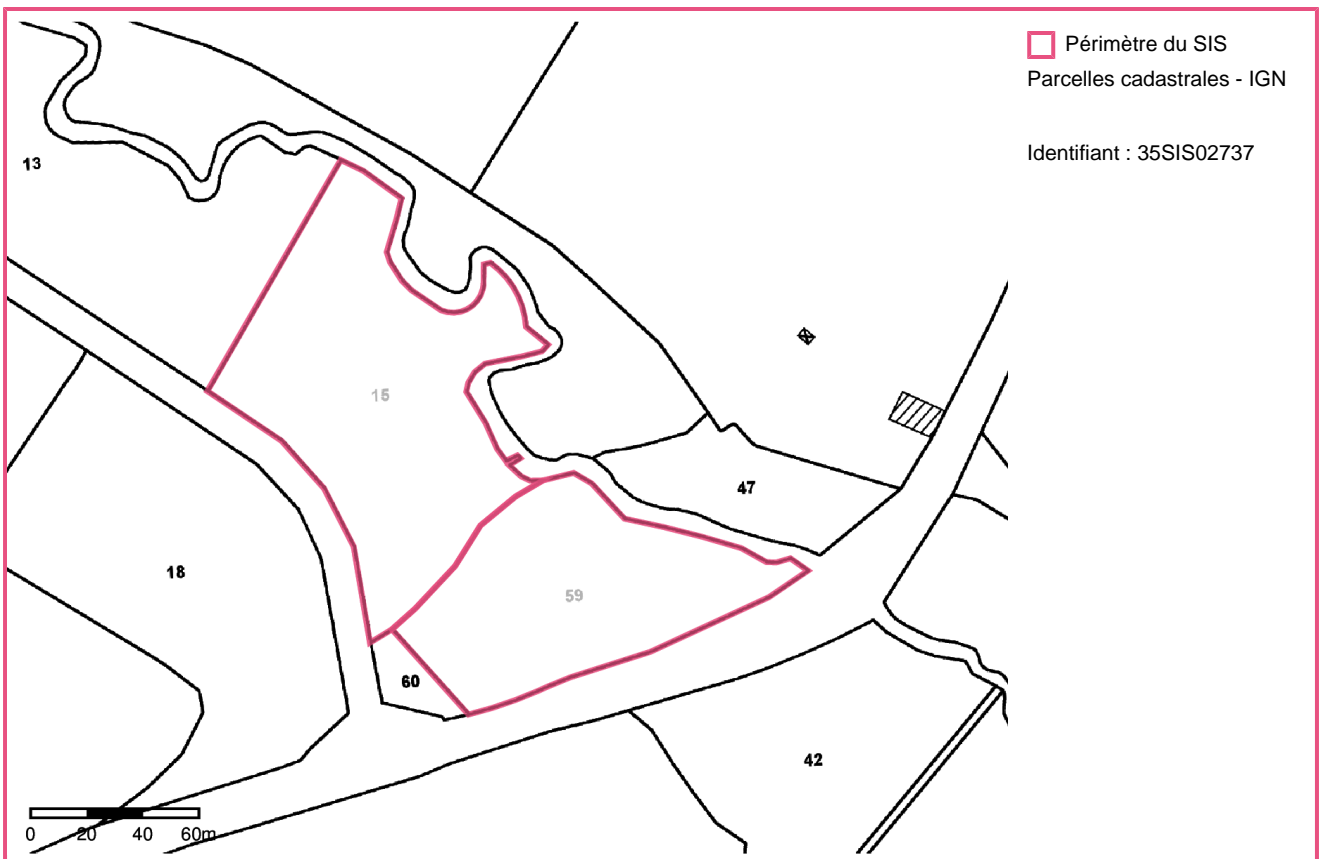 Périmètre du SIS
Parcelles cadastrales - IGN
Identifiant : 35SIS02737
13
15
47
18
59
60
42
0 20 40 60m